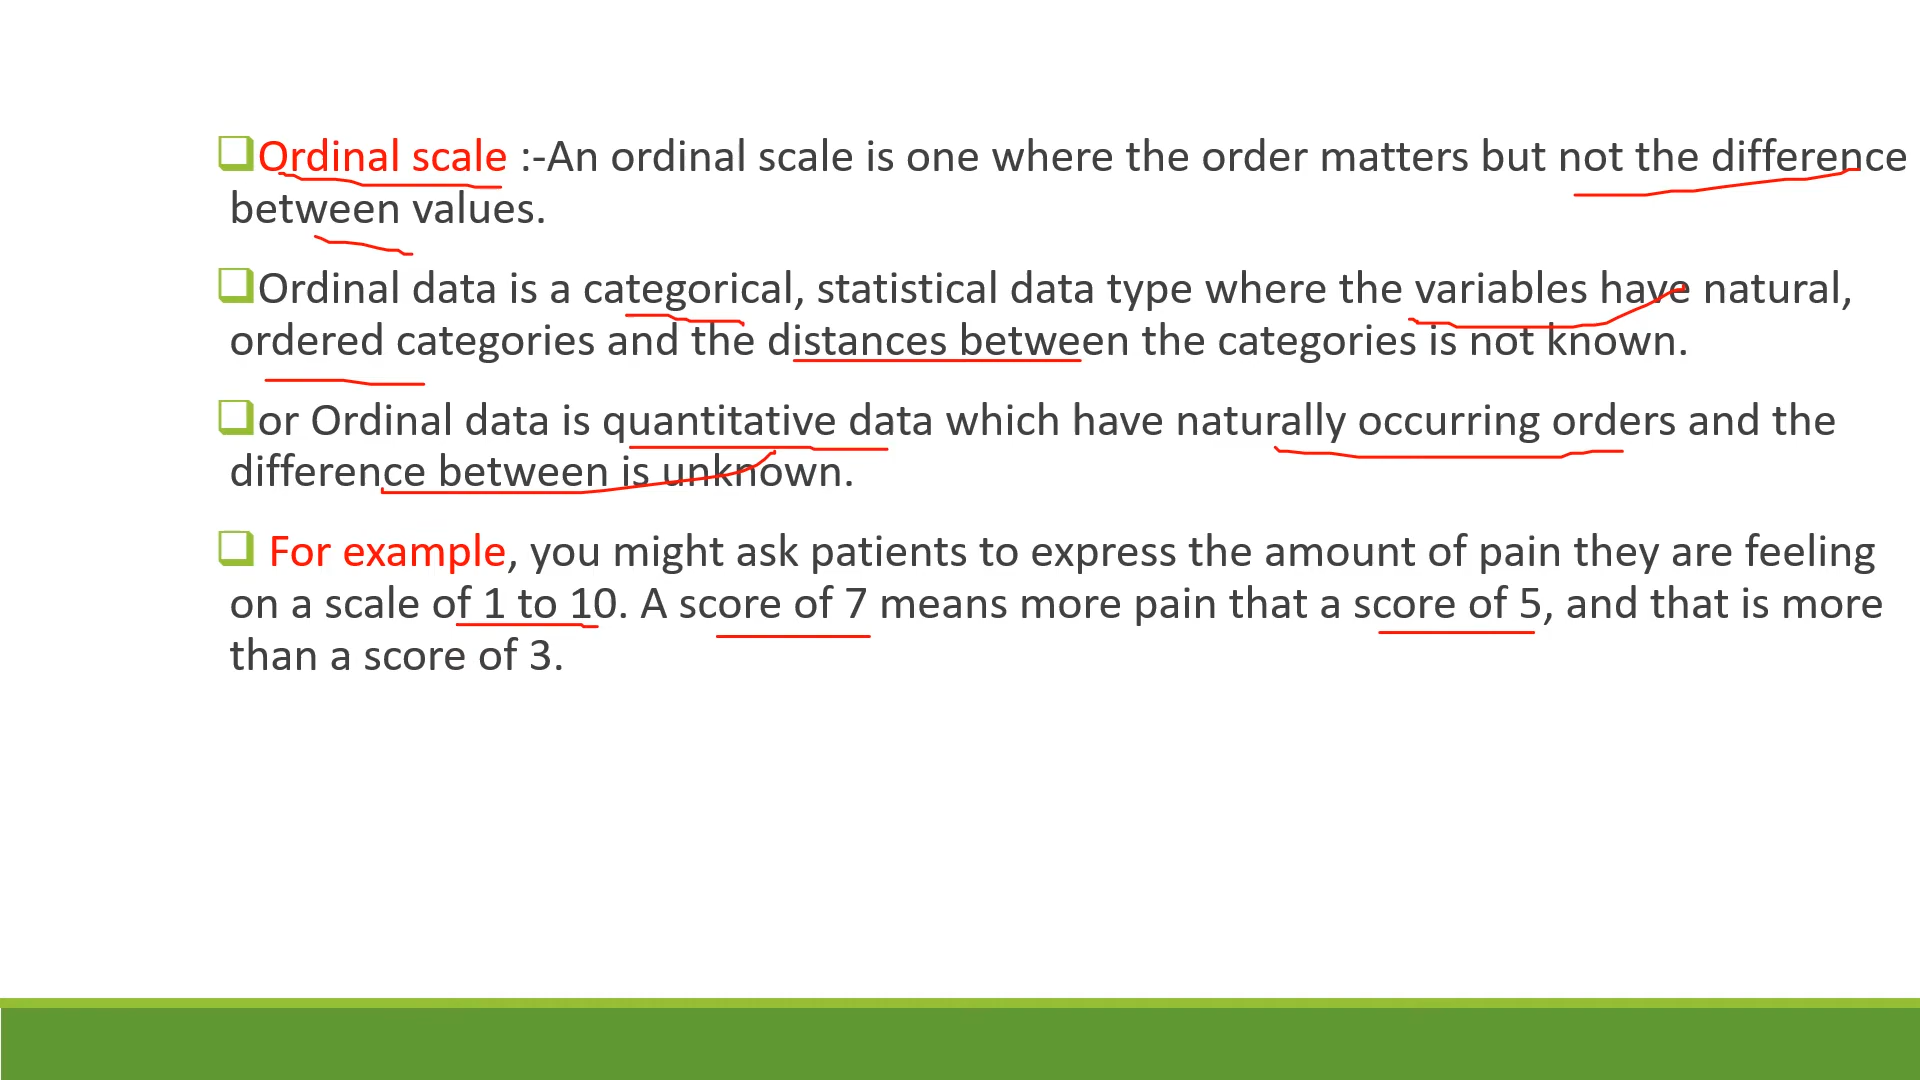 Ordinal scale :-An ordinal scale is one where the order matters but not the difference
between values.
Ordinal data is a categorical, statistical data type where the variables have natural,
ordered categories and the distances between the categories is not known.
or Ordinal data is quantitative data which have naturally occurring orders and the
difference between is unknown.
For example, you might ask patients to express the amount of pain they are feeling
on a scale of 1 to 10. A score of 7 means more pain that a score of 5, and that is more
than a score of 3.